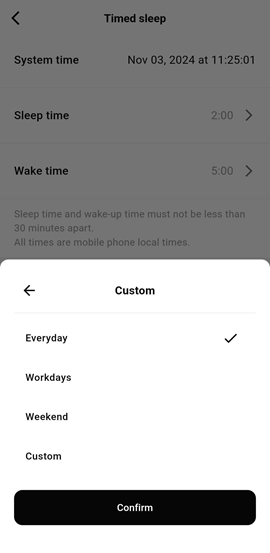 Timed sleep
System time Nov 03, 2024 at 11:25:01
Sleep time 2:00
Wake time 5:00
Sleep time and wake-up time must not be less than
30 minutes apart.
All times are mobile phone local times.
Custom
Everyday
Workdays
Weekend
Custom
Confirm